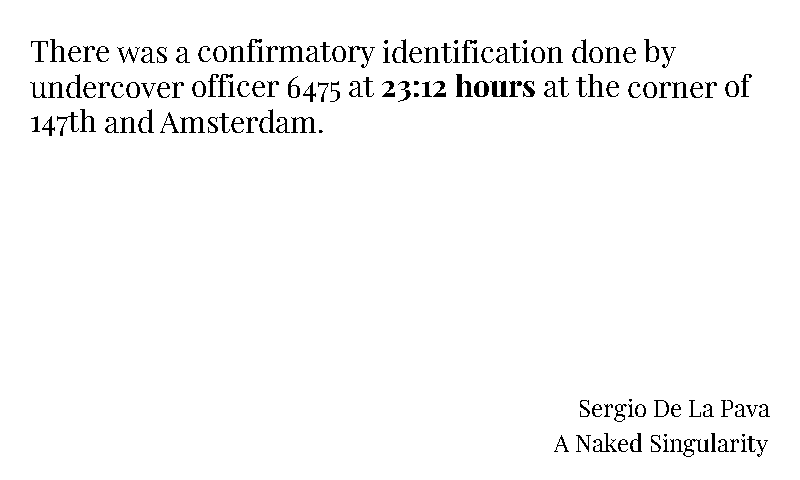 There was a confirmatory identification done by
undercover officer 6475 at 23:12 hours at the corner of
147th and Amsterdam.
Sergio De La Pava
A Naked Singularity